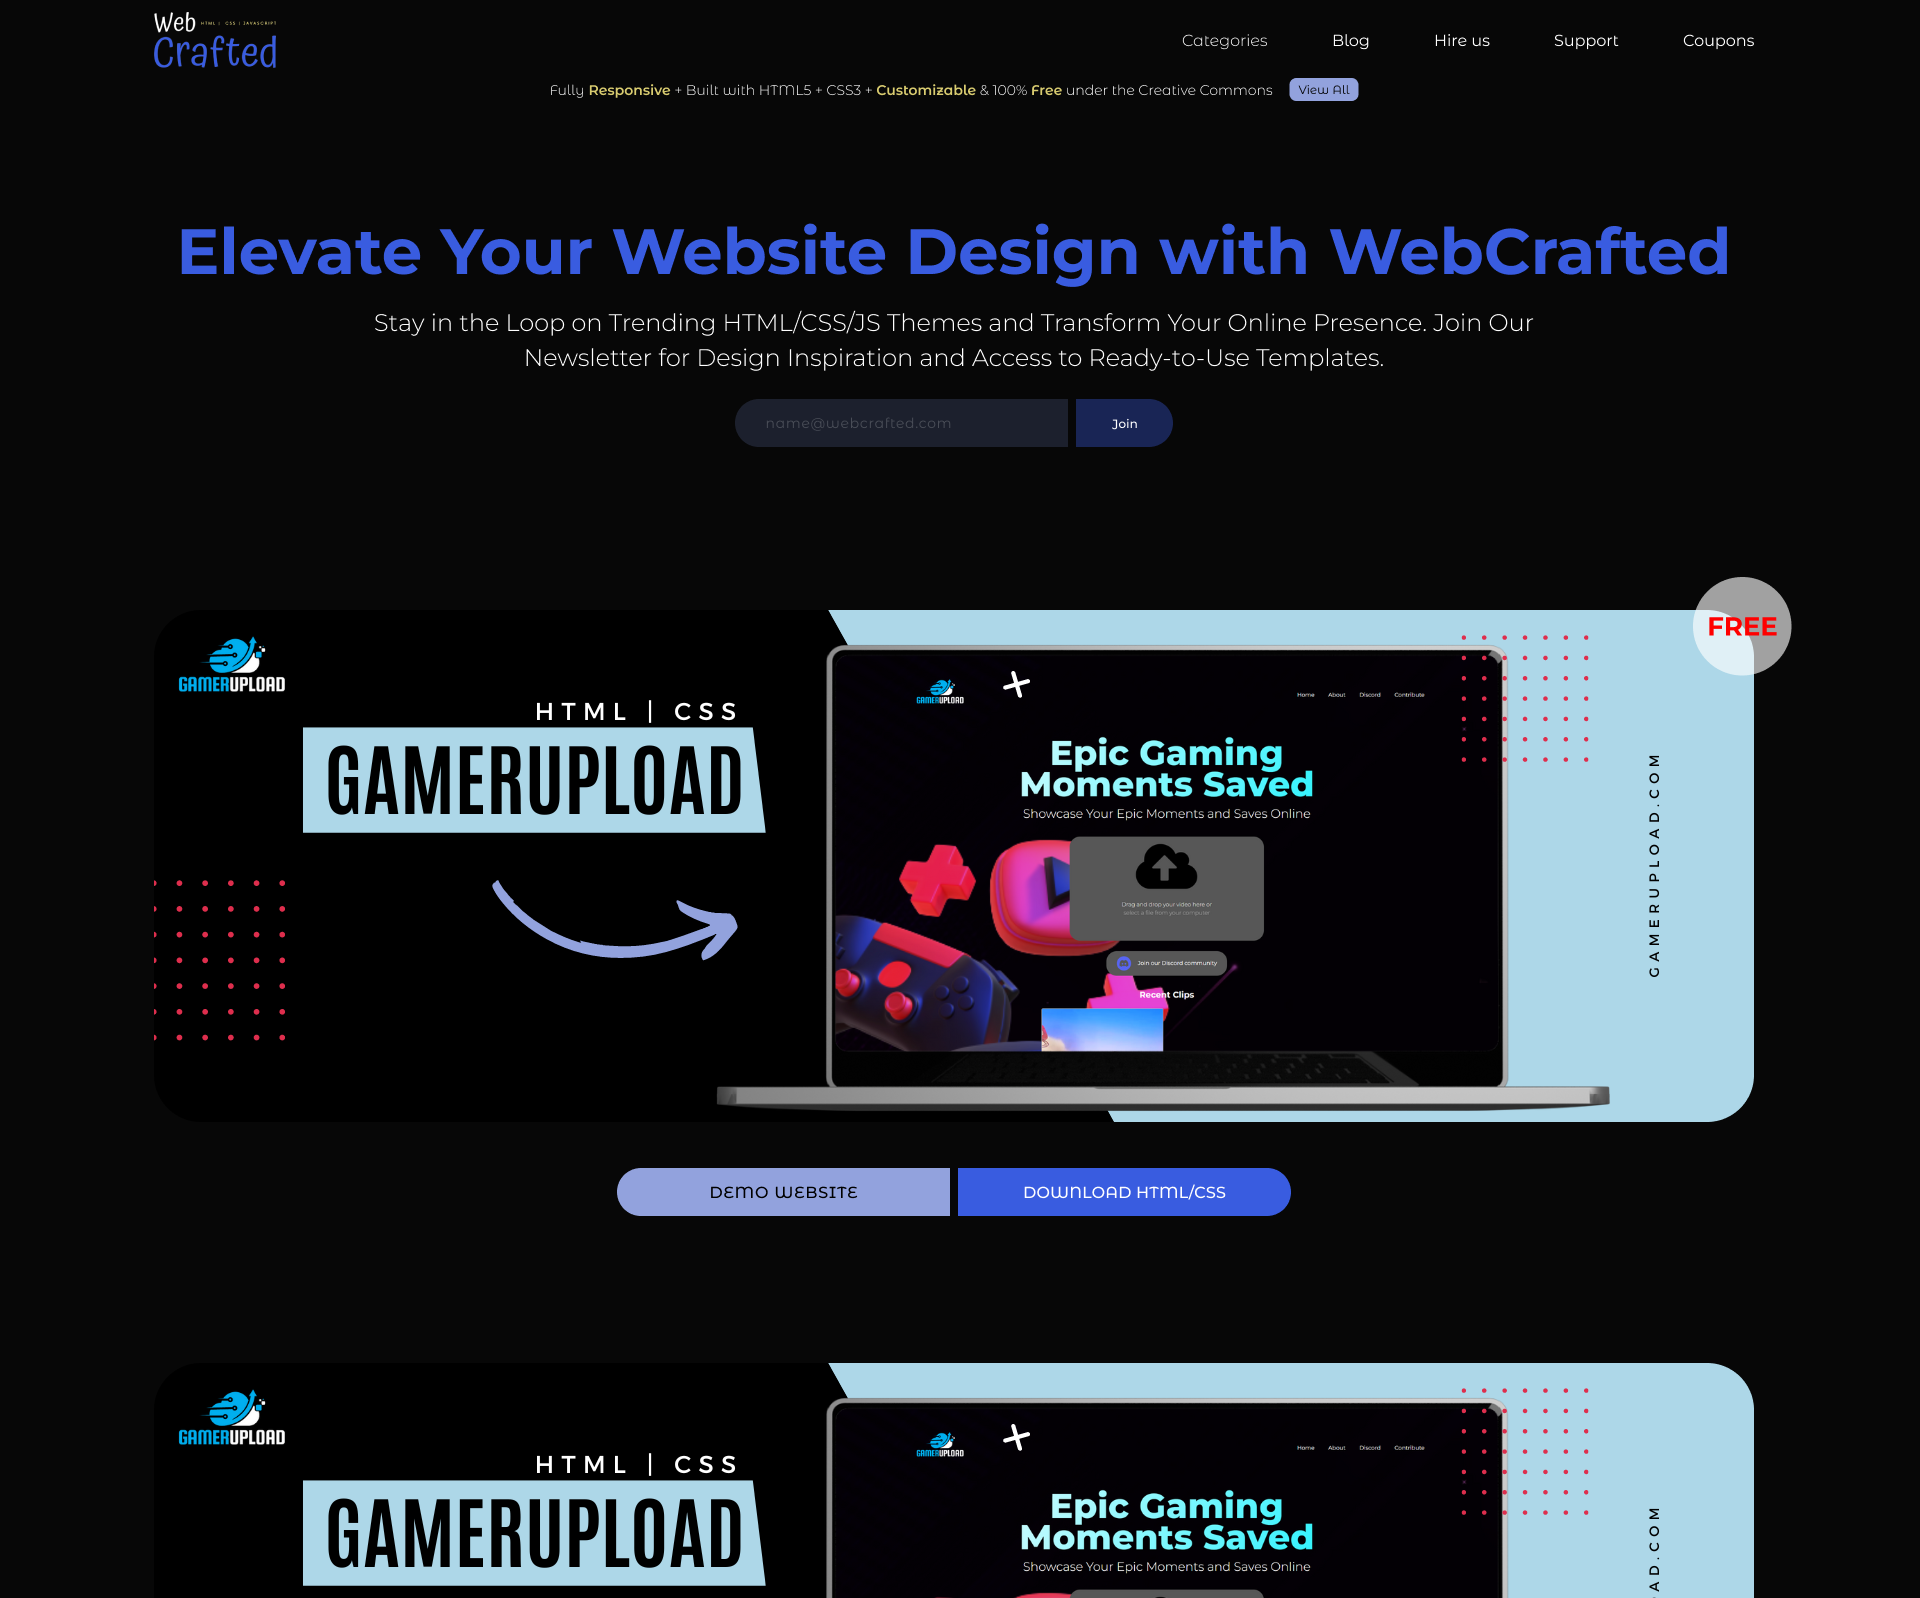 Web HTML | CSS | JAVASCRIPT
Crafted
Categories Blog Hire us Support Coupons
Fully Responsive + Built with HTML5 + CSS3 + Customizable & 100% Free under the Creative Commons View All
Elevate Your Website Design with WebCrafted
Stay in the Loop on Trending HTML/CSS/JS Themes and Transform Your Online Presence. Join Our
Newsletter for Design Inspiration and Access to Ready-to-Use Templates.
name@webcrafted.com Join
FREE
GAMERUPLOAD
HTML | CSS
GAMERUPLOAD
GAMERUPLOAD
Home About Discord Contribute
Epic Gaming
Moments Saved
Showcase Your Epic Moments and Saves Online
Drag and drop your video here or
select a file from your computer
Join our Discord community
Recent Clips
GAMERUPLOAD.COM
DEMO WEBSITE DOWNLOAD HTML/CSS
GAMERUPLOAD
HTML | CSS
GAMERUPLOAD
GAMERUPLOAD
Home About Discord Contribute
Epic Gaming
Moments Saved
Showcase Your Epic Moments and Saves Online
AD.COM